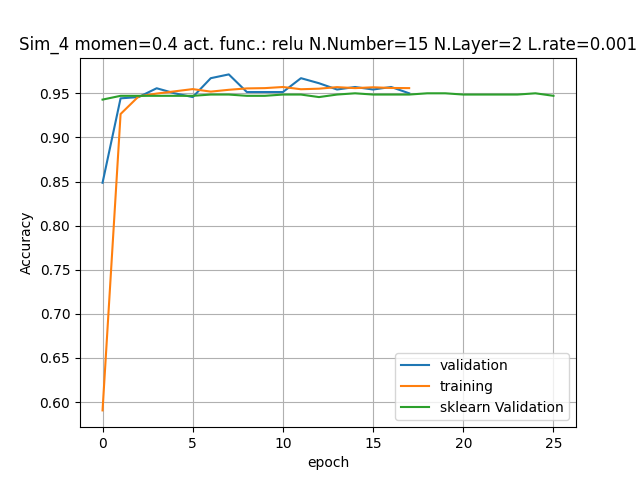 Sim_4 momen=0.4 act. func.: relu N.Number=15 N.Layer=2 L.rate=0.001
0.95
0.90
0.85
0.80
0.75
0.70
0.65
0.60
Accuracy
validation
training
sklearn Validation
0 5 10 15 20 25
epoch